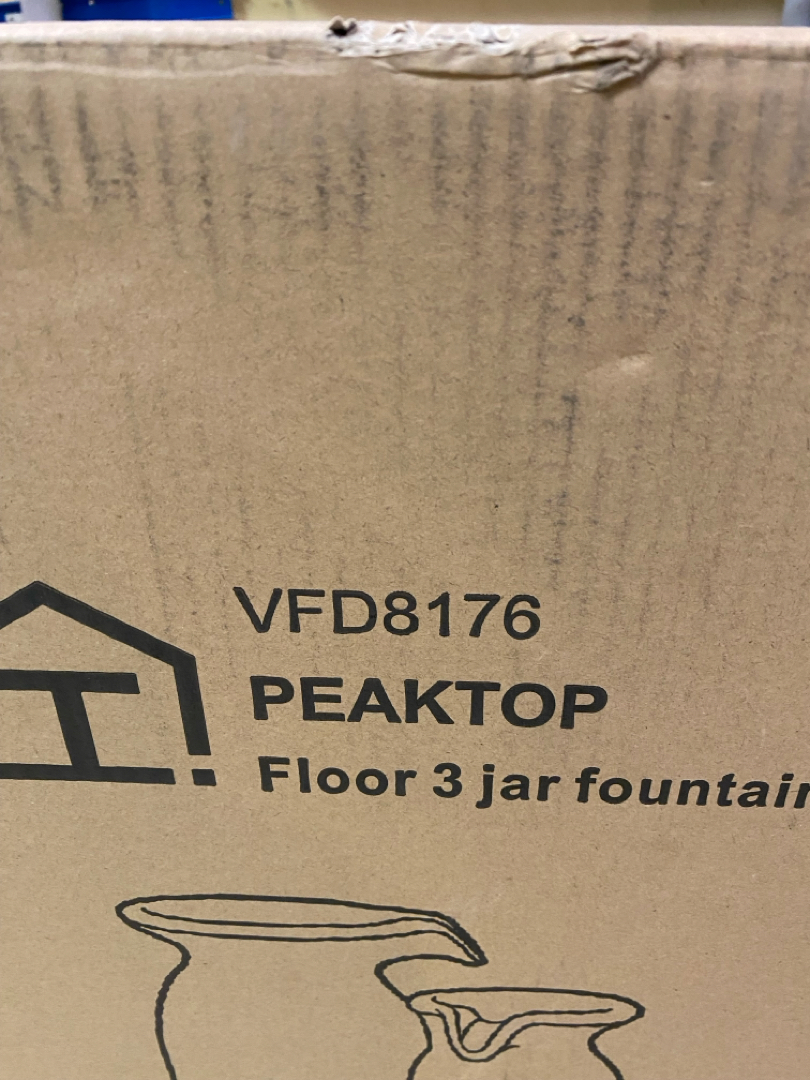 VFD8176
PEAKTOP
Floor 3 jar fountain